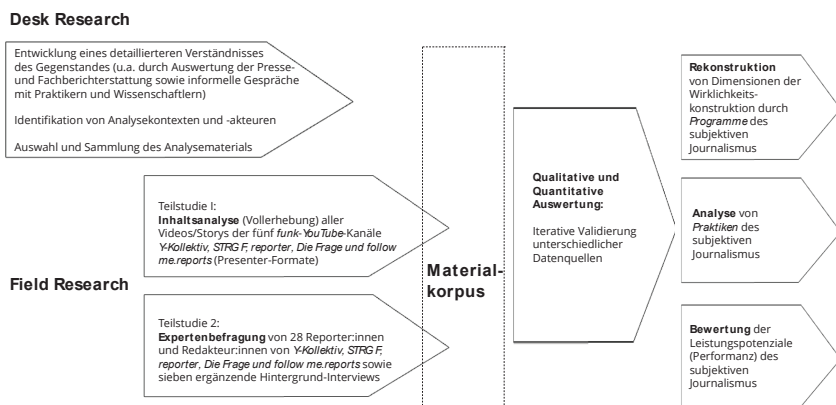 Desk Research
Entwicklung eines detaillierteren Verständnisses
des Gegenstandes (u.a. durch Auswertung der Presse-
und Fachberichterstattung sowie informelle Gespräche
mit Praktikern und Wissenschaftlern)
Identifikation von Analysekontexten und -akteuren
Auswahl und Sammlung des Analysematerials
Field Research
Teilstudie I:
Inhaltsanalyse (Vollerhebung) aller
Videos/Storys der fünf funk-YouTube-Kanäle
Y-Kollektiv, STRG F, reporter, Die Frage und follow
me.reports (Presenter-Formate)
Teilstudie 2:
Expertenbefragung von 28 Reporter:innen
und Redakteur:innen von Y-Kollektiv, STRG F,
reporter, Die Frage und follow me.reports sowie
sieben ergänzende Hintergrund-Interviews
Material-
korpus
Qualitative und
Quantitative
Auswertung:
Iterative Validierung
unterschiedlicher
Datenquellen
Rekonstruktion
von Dimensionen der
Wirklichkeits-
konstruktion durch
Programme des
subjektiven
Journalismus
Analyse von
Praktiken des
subjektiven
Journalismus
Bewertung der
Leistungspotenziale
(Performanz) des
subjektiven
Journalismus